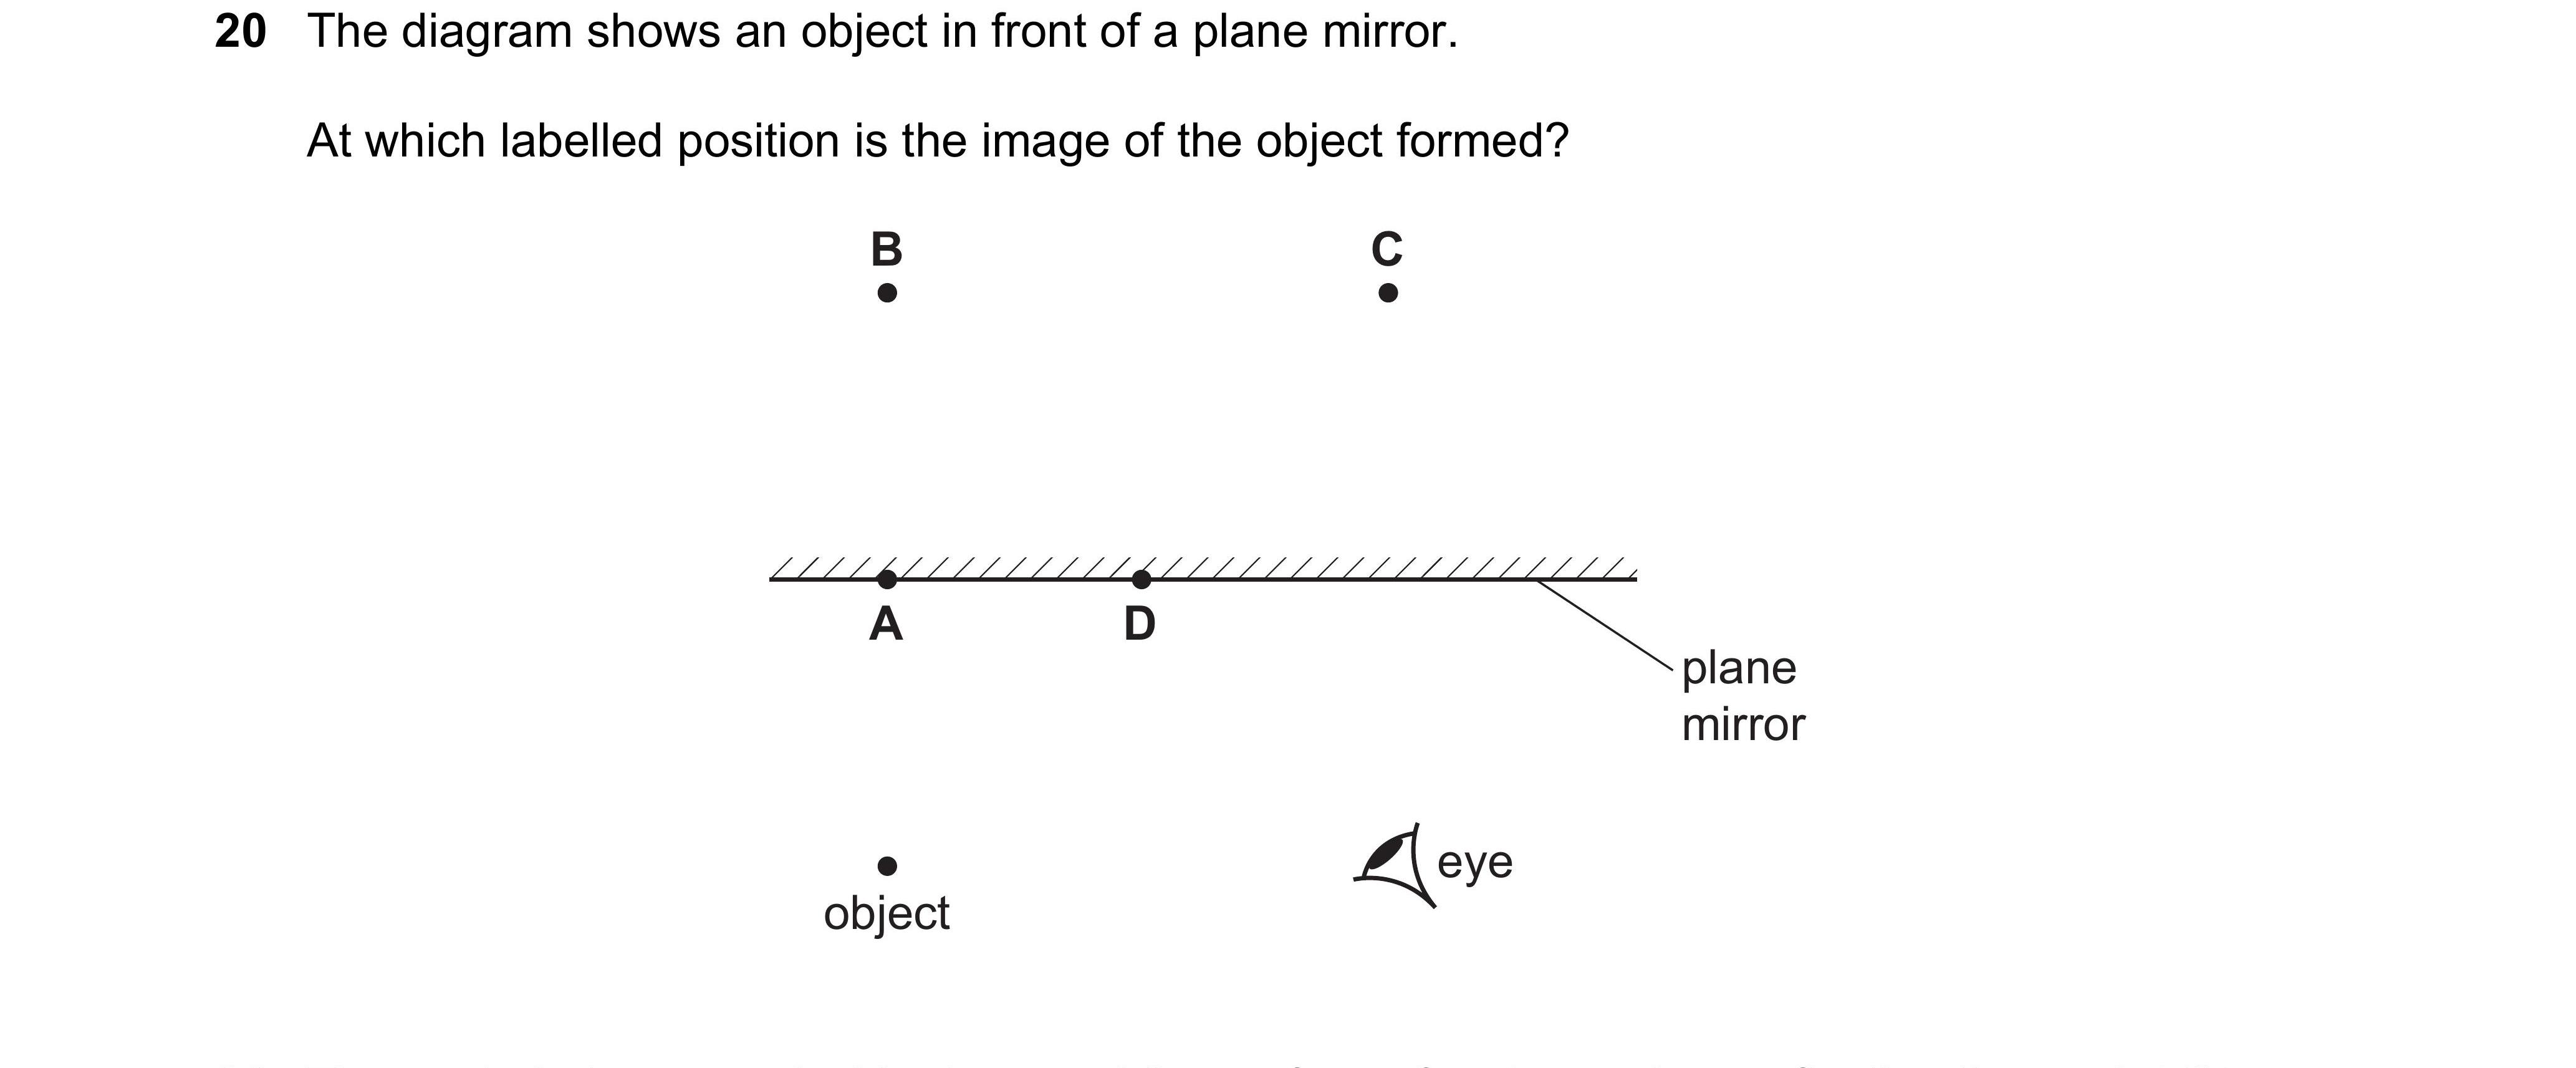 20 The diagram shows an object in front of a plane mirror.
At which labelled position is the image of the object formed?
B C
A D
plane
mirror
eye
object